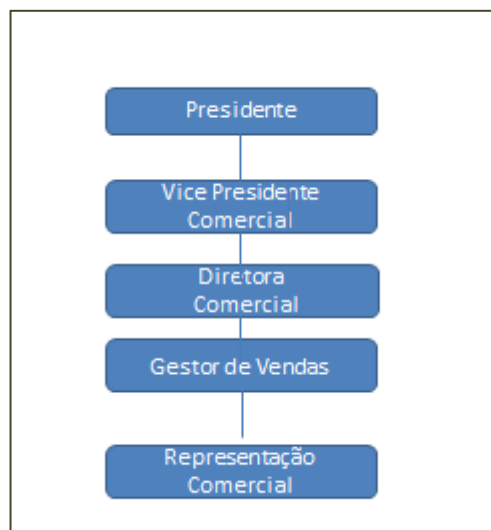 Presidente
Vice Presidente
Comercial
Diretora
Comercial
Gestor de Vendas
Representação
Comercial